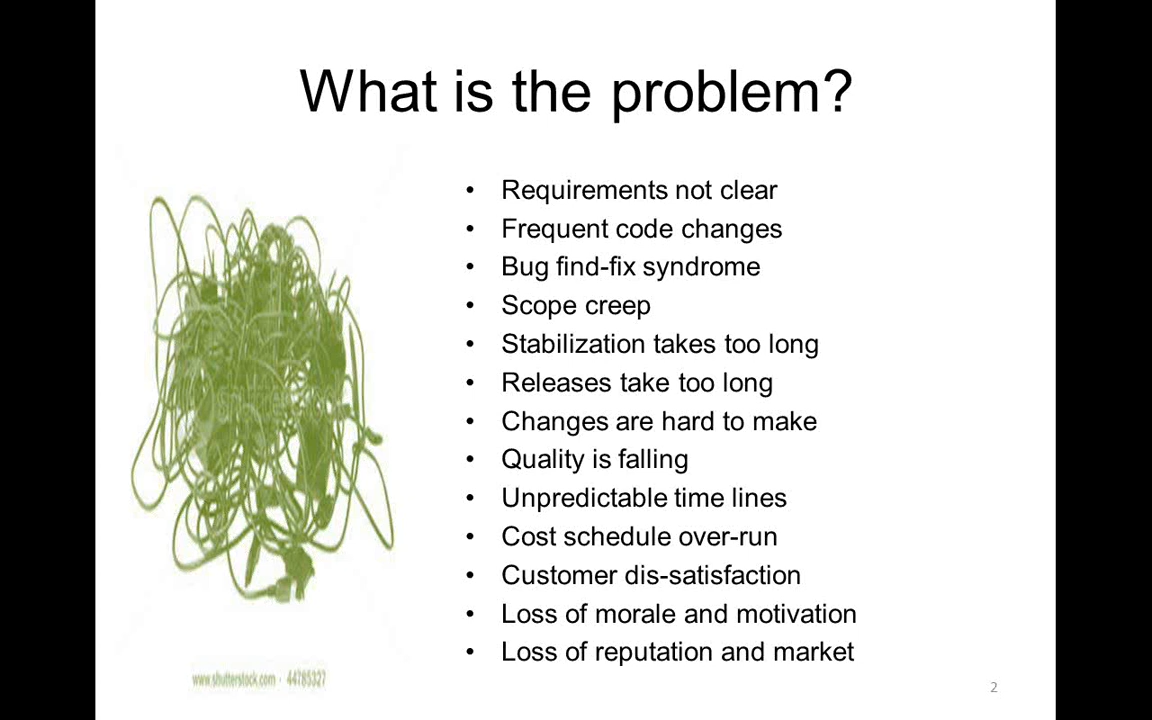 What is the problem?
• Requirements not clear
• Frequent code changes
• Bug find-fix syndrome
• Scope creep
• Stabilization takes too long
• Releases take too long
• Changes are hard to make
• Quality is falling
• Unpredictable time lines
• Cost schedule over-run
• Customer dis-satisfaction
• Loss of morale and motivation
• Loss of reputation and market
www.shutterstock.com · 44785327
2